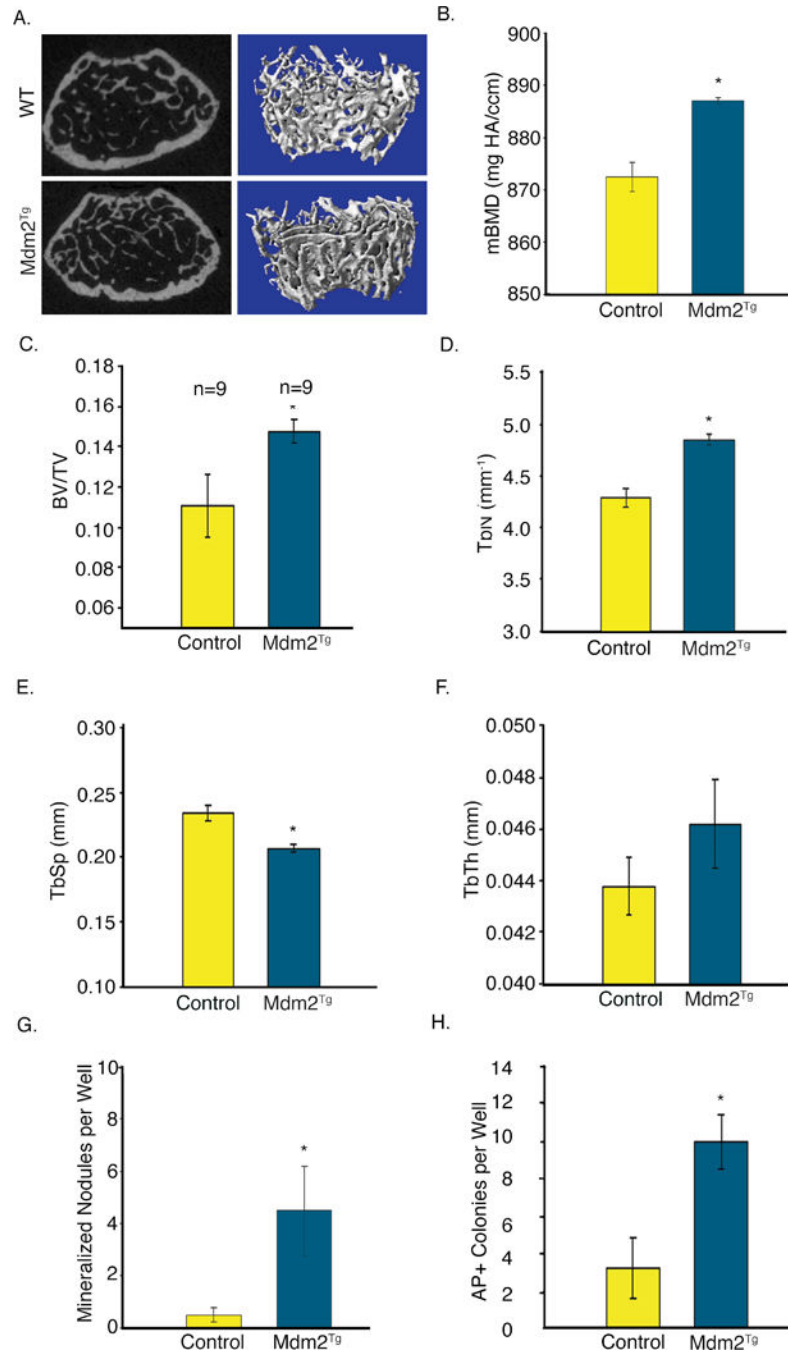 A.
WT
Mdm2Tg
B.
mBMD (mg HA/ccm)
900
890
880
870
860
850
*
Control Mdm2Tg
C.
BV/TV
0.18
0.16
0.14
0.12
0.10
0.08
0.06
n=9 n=9
*
Control Mdm2Tg
D.
TbN (mm-1)
5.5
5.0
4.5
4.0
3.5
3.0
*
Control Mdm2Tg
E.
TbSp (mm)
0.30
0.25
0.20
0.10
*
Control Mdm2Tg
F.
TbTh (mm)
0.050
0.048
0.046
0.044
0.042
0.040
Control Mdm2Tg
G.
Mineralized Nodules per Well
10
8
6
4
2
0
*
Control Mdm2Tg
H.
AP+ Colonies per Well
14
12
10
8
6
4
2
0
*
Control Mdm2Tg